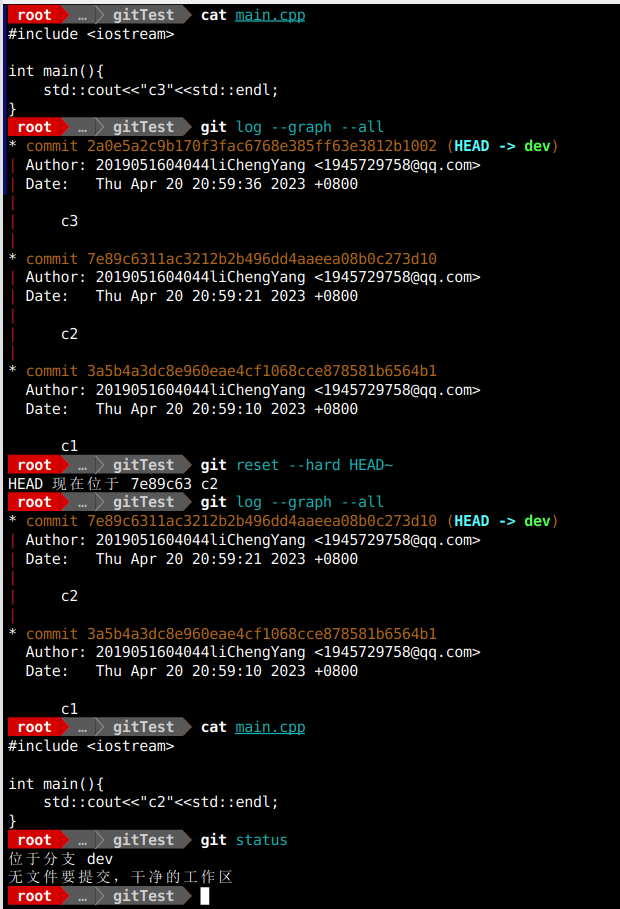 root … gitTest cat main.cpp
#include <iostream>
int main(){
std::cout<<"c3"<<std::endl;
}
root … gitTest git log --graph --all
* commit 2a0e5a2c9b170f3fac6768e385ff63e3812b1002 (HEAD -> dev)
| Author: 2019051604044liChengYang <1945729758@qq.com>
| Date:   Thu Apr 20 20:59:36 2023 +0800
|
|     c3
|
* commit 7e89c6311ac3212b2b496dd4aaeea08b0c273d10
| Author: 2019051604044liChengYang <1945729758@qq.com>
| Date:   Thu Apr 20 20:59:21 2023 +0800
|
|     c2
|
* commit 3a5b4a3dc8e960eae4cf1068cce878581b6564b1
Author: 2019051604044liChengYang <1945729758@qq.com>
Date:   Thu Apr 20 20:59:10 2023 +0800
c1
root … gitTest git reset --hard HEAD~
HEAD 现在位于 7e89c63 c2
root … gitTest git log --graph --all
* commit 7e89c6311ac3212b2b496dd4aaeea08b0c273d10 (HEAD -> dev)
| Author: 2019051604044liChengYang <1945729758@qq.com>
| Date:   Thu Apr 20 20:59:21 2023 +0800
|
|     c2
|
* commit 3a5b4a3dc8e960eae4cf1068cce878581b6564b1
Author: 2019051604044liChengYang <1945729758@qq.com>
Date:   Thu Apr 20 20:59:10 2023 +0800
c1
root … gitTest cat main.cpp
#include <iostream>
int main(){
std::cout<<"c2"<<std::endl;
}
root … gitTest git status
位于分支 dev
无文件要提交，干净的工作区
root … gitTest